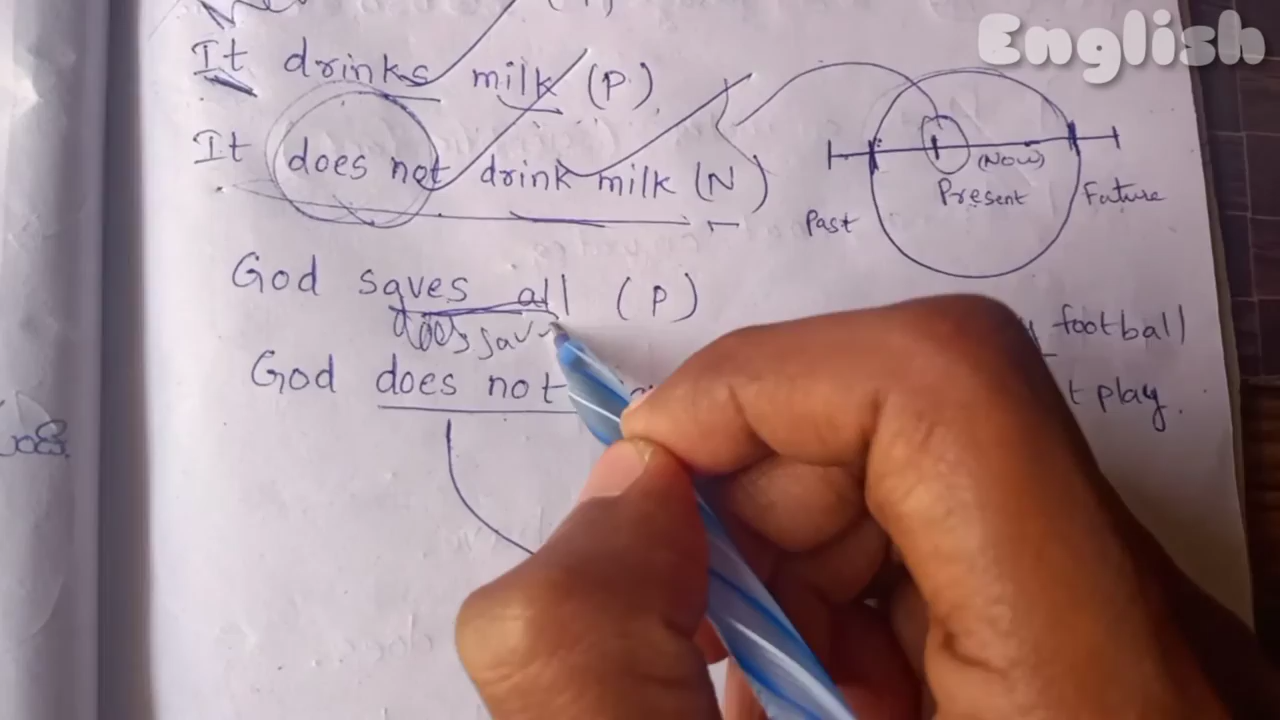 English
It drinks milk (P)
It does not drink milk (N)
(Now)
Past
Present
Future
God saves all (P)
does save
God does not
football
t play.